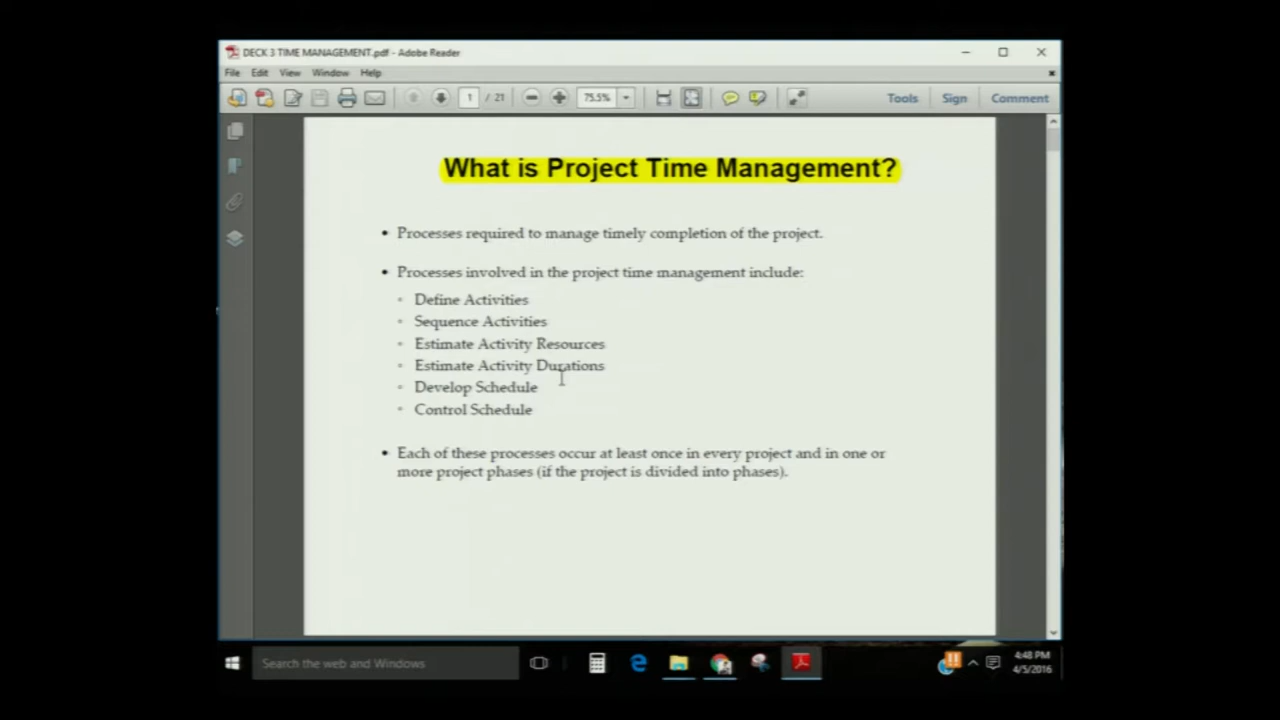 DECK 3 TIME MANAGEMENT.pdf - Adobe Reader
File Edit View Window Help
1 / 21 75.5% Tools Sign Comment
What is Project Time Management?
• Processes required to manage timely completion of the project.
• Processes involved in the project time management include:
◦ Define Activities
◦ Sequence Activities
◦ Estimate Activity Resources
◦ Estimate Activity Durations
◦ Develop Schedule
◦ Control Schedule
• Each of these processes occur at least once in every project and in one or
more project phases (if the project is divided into phases).
Search the web and Windows
4:48 PM
4/5/2016